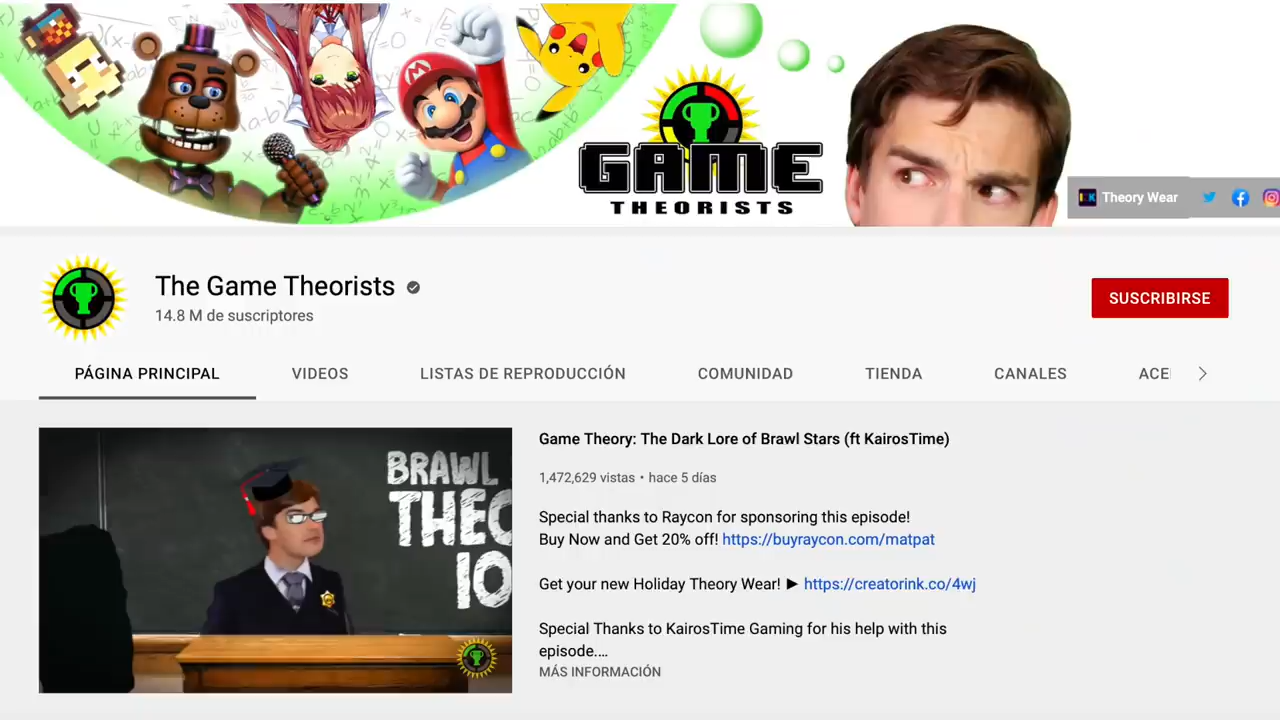 GAME
THEORISTS
Theory Wear
The Game Theorists
14.8 M de suscriptores
SUSCRIBIRSE
PÁGINA PRINCIPAL
VIDEOS
LISTAS DE REPRODUCCIÓN
COMUNIDAD
TIENDA
CANALES
ACE
BRAWL
THEO
10
Game Theory: The Dark Lore of Brawl Stars (ft KairosTime)
1,472,629 vistas • hace 5 días
Special thanks to Raycon for sponsoring this episode!
Buy Now and Get 20% off! https://buyraycon.com/matpat
Get your new Holiday Theory Wear! ► https://creatorink.co/4wj
Special Thanks to KairosTime Gaming for his help with this
episode.…
MÁS INFORMACIÓN